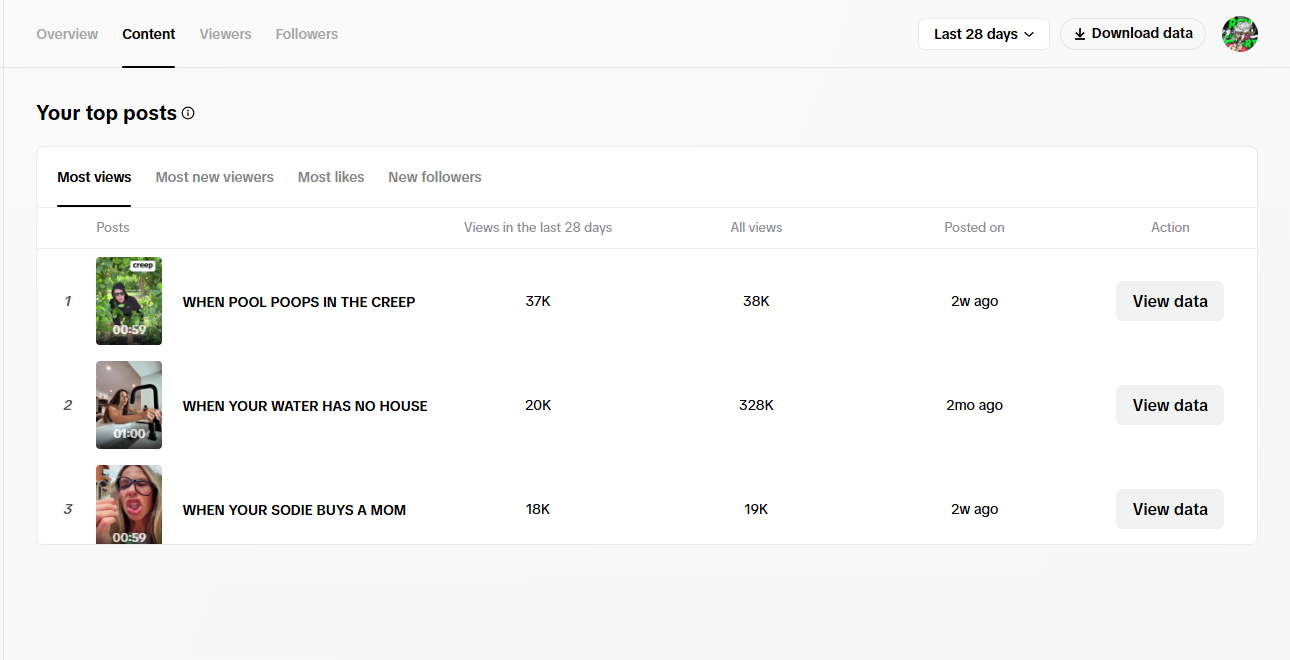 Overview Content Viewers Followers Last 28 days Download data
Your top posts
Most views Most new viewers Most likes New followers
Posts Views in the last 28 days All views Posted on Action
creep
1 00:59 WHEN POOL POOPS IN THE CREEP 37K 38K 2w ago View data
2 01:00 WHEN YOUR WATER HAS NO HOUSE 20K 328K 2mo ago View data
3 00:59 WHEN YOUR SODIE BUYS A MOM 18K 19K 2w ago View data